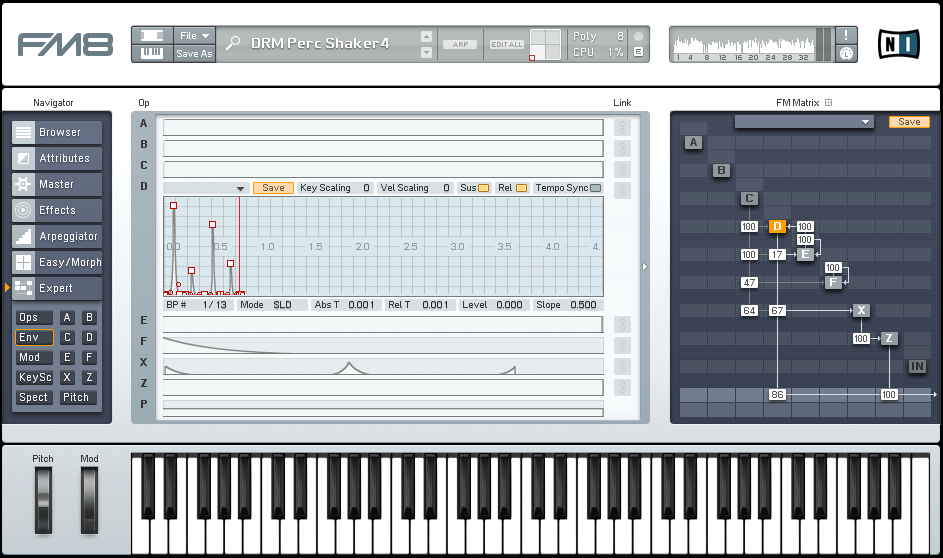 FM8
File
Save As
DRM Perc Shaker4
ARP
EDIT ALL
Poly 8
CPU 1%
E
!
1 4 8 12 16 20 24 28 32
NI
Navigator
Browser
Attributes
Master
Effects
Arpeggiator
Easy/Morph
Expert
Ops A B
Env C D
Mod E F
KeySc X Z
Spect Pitch
Op Link
A
B
C
D
Save Key Scaling 0 Vel Scaling 0 Sus Rel Tempo Sync
0.0 0.5 1.0 1.5 2.0 2.5 3.0 3.5 4.0 4.
BP # 1 / 13 Mode SLD Abs T 0.001 Rel T 0.001 Level 0.000 Slope 0.500
E
F
X
Z
P
FM Matrix
Save
A
B
C
100 D 100
100
100 17 E
100
47 F
64 67 X
100 Z
IN
86 100
Pitch Mod